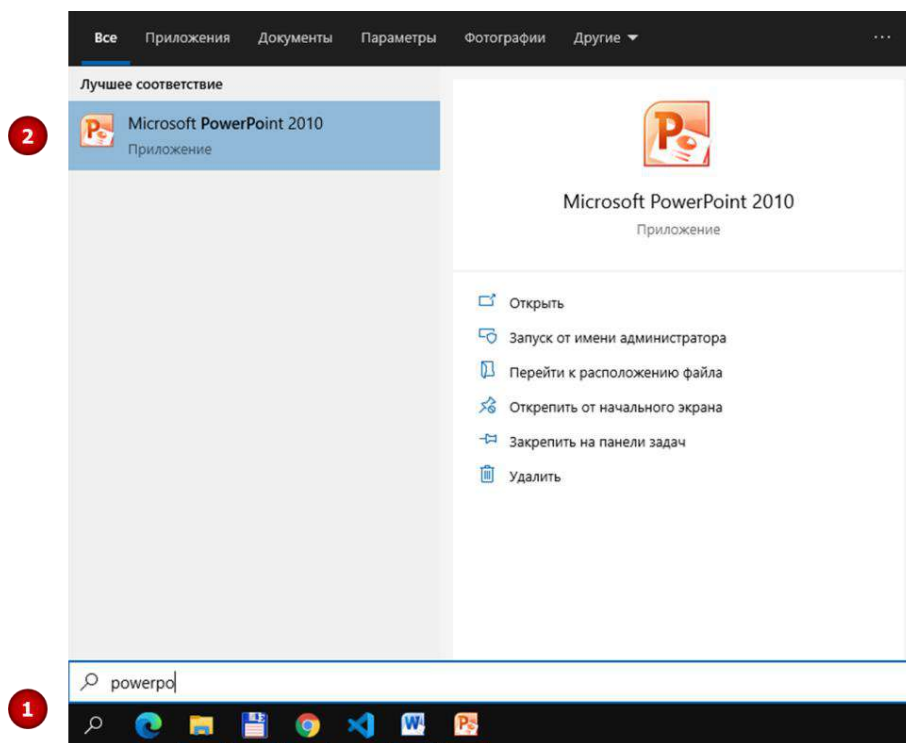 Все Приложения Документы Параметры Фотографии Другие ...
Лучшее соответствие
2
Microsoft PowerPoint 2010
Приложение
Microsoft PowerPoint 2010
Приложение
Открыть
Запуск от имени администратора
Перейти к расположению файла
Открепить от начального экрана
Закрепить на панели задач
Удалить
powerpo
1